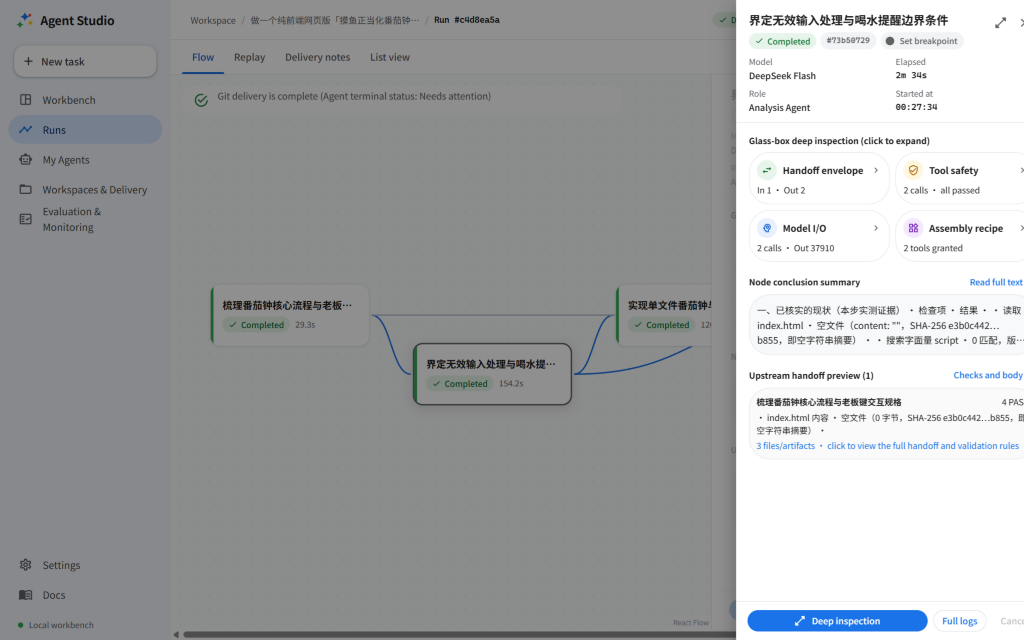 Agent Studio
New task
Workbench
Runs
My Agents
Workspaces & Delivery
Evaluation &
Monitoring
Settings
Docs
Local workbench
Workspace / 做一个纯前端网页版「摸鱼正当化番茄钟… / Run #c4d8ea5a
Flow Replay Delivery notes List view
Git delivery is complete (Agent terminal status: Needs attention)
梳理番茄钟核心流程与老板…
Completed 29.3s
界定无效输入处理与喝水提…
Completed 154.2s
实现单文件番茄钟
Completed
React Flow
界定无效输入处理与喝水提醒边界条件
Completed #73b50729 Set breakpoint
Model Elapsed
DeepSeek Flash 2m 34s
Role Started at
Analysis Agent 00:27:34
Glass-box deep inspection (click to expand)
Handoff envelope
In 1 • Out 2
Tool safety
2 calls • all passed
Model I/O
2 calls • Out 37910
Assembly recipe
2 tools granted
Node conclusion summary Read full text
一、已核实的现状（本步实测证据） • 检查项 • 结果 • • 读取
index.html • 空文件（content: ""，SHA-256 e3b0c442…
b855，即空字符串摘要） • • 搜索字面量 script • 0 匹配，版…
Upstream handoff preview (1) Checks and body
梳理番茄钟核心流程与老板键交互规格 4 PAS
• index.html 内容 • 空文件（0 字节，SHA-256 e3b0c442…b855，即
空字符串摘要） •
3 files/artifacts • click to view the full handoff and validation rules
Deep inspection Full logs Canc